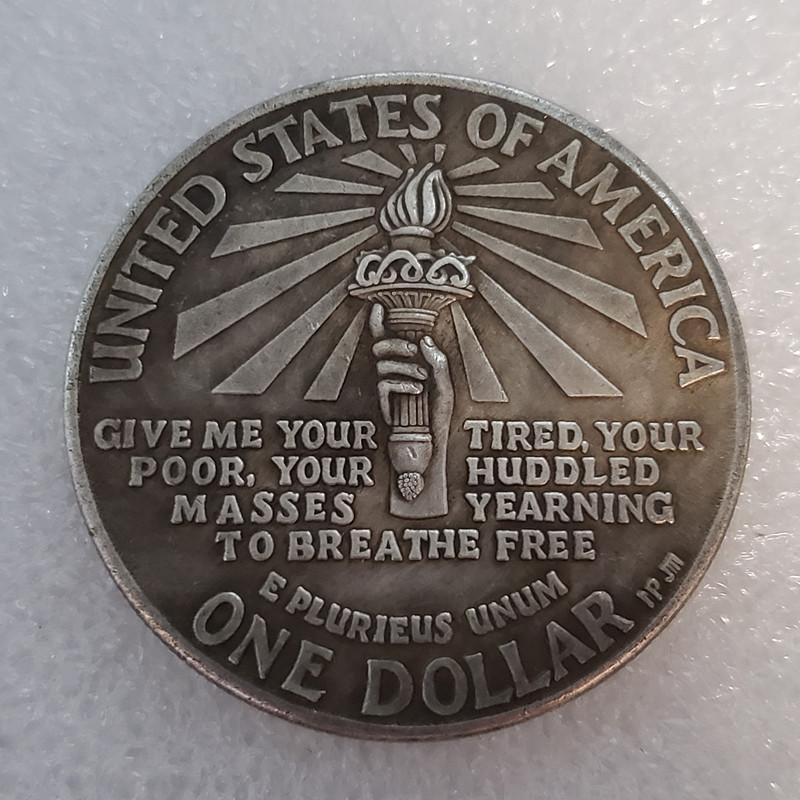 UNITED STATES OF AMERICA
GIVE ME YOUR TIRED, YOUR
POOR, YOUR HUDDLED
MASSES YEARNING
TO BREATHE FREE
E PLURIEUS UNUM
ONE DOLLAR